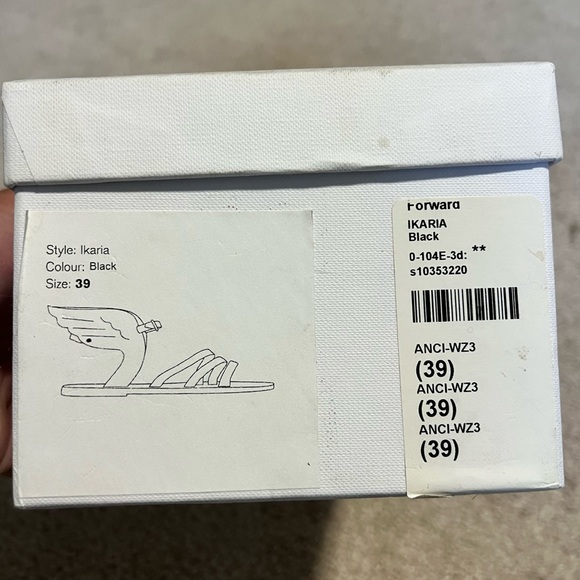 Style: Ikaria
Colour: Black
Size: 39
Forward
IKARIA
Black
0-104E-3d: **
s10353220
ANCI-WZ3
(39)
ANCI-WZ3
(39)
ANCI-WZ3
(39)